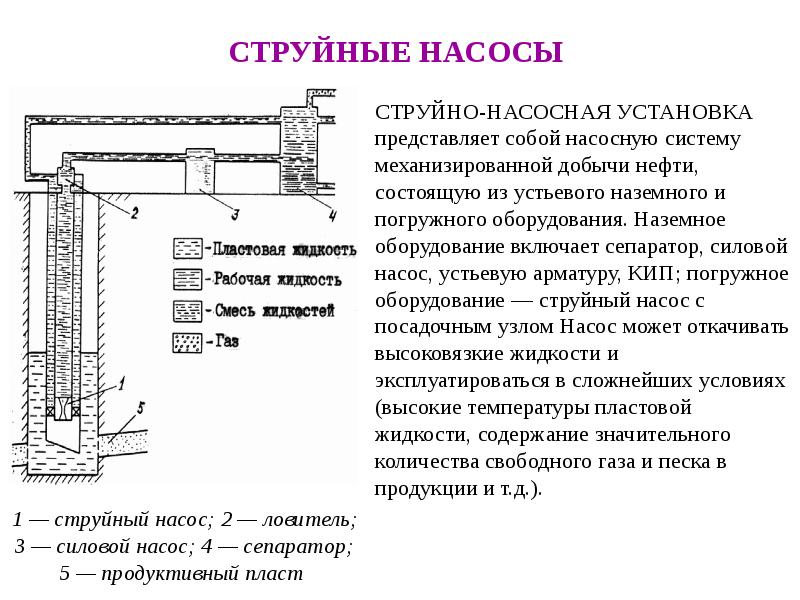 СТРУЙНЫЕ НАСОСЫ
2
3
4
- Пластовая жидкость
- Рабочая жидкость
- Смесь жидкостей
- Газ
1
5
1 — струйный насос; 2 — ловитель;
3 — силовой насос; 4 — сепаратор;
5 — продуктивный пласт
СТРУЙНО-НАСОСНАЯ УСТАНОВКА
представляет собой насосную систему
механизированной добычи нефти,
состоящую из устьевого наземного и
погружного оборудования. Наземное
оборудование включает сепаратор, силовой
насос, устьевую арматуру, КИП; погружное
оборудование — струйный насос с
посадочным узлом Насос может откачивать
высоковязкие жидкости и
эксплуатироваться в сложнейших условиях
(высокие температуры пластовой
жидкости, содержание значительного
количества свободного газа и песка в
продукции и т.д.).